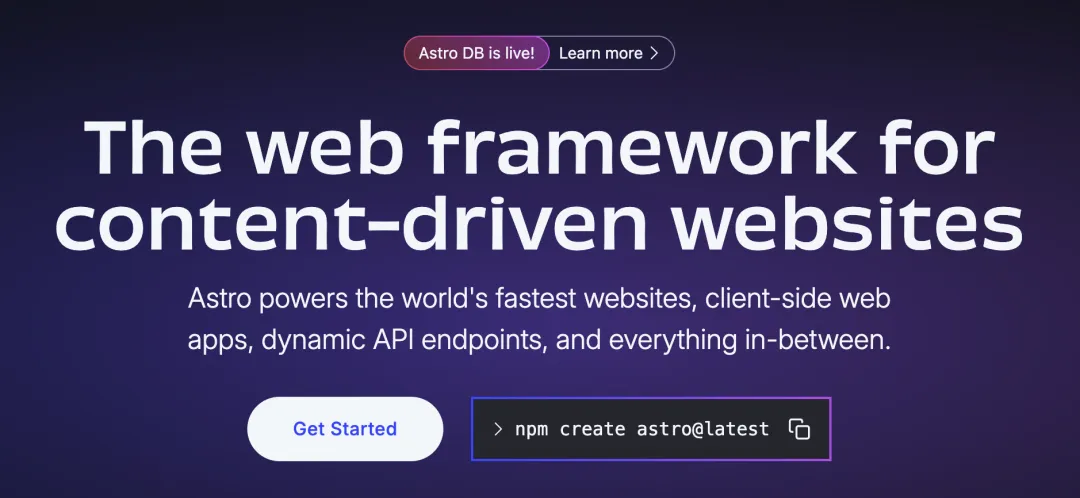 Astro DB is live! Learn more >
The web framework for
content-driven websites
Astro powers the world's fastest websites, client-side web
apps, dynamic API endpoints, and everything in-between.
Get Started
> npm create astro@latest